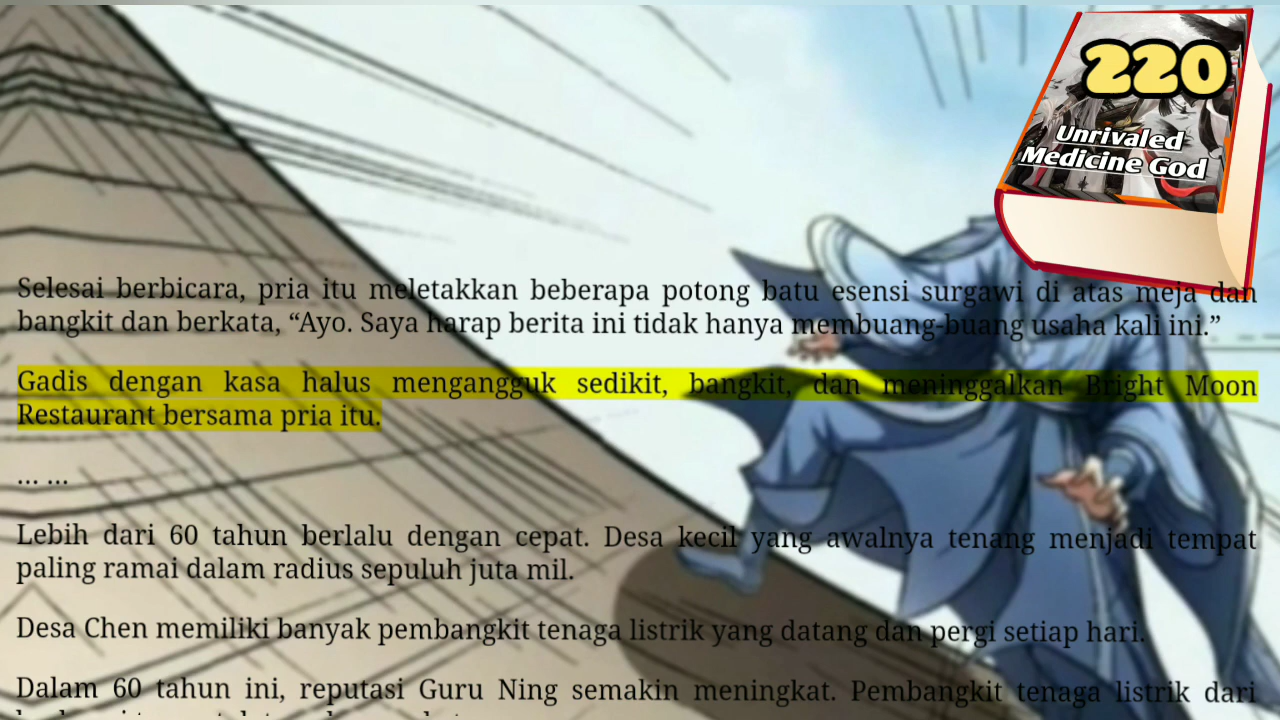 220
Unrivaled
Medicine God
Selesai berbicara, pria itu meletakkan beberapa potong batu esensi surgawi di atas meja dan
bangkit dan berkata, “Ayo. Saya harap berita ini tidak hanya membuang-buang usaha kali ini.”
Gadis dengan kasa halus mengangguk sedikit, bangkit, dan meninggalkan Bright Moon
Restaurant bersama pria itu.
... ...
Lebih dari 60 tahun berlalu dengan cepat. Desa kecil yang awalnya tenang menjadi tempat
paling ramai dalam radius sepuluh juta mil.
Desa Chen memiliki banyak pembangkit tenaga listrik yang datang dan pergi setiap hari.
Dalam 60 tahun ini, reputasi Guru Ning semakin meningkat. Pembangkit tenaga listrik dari